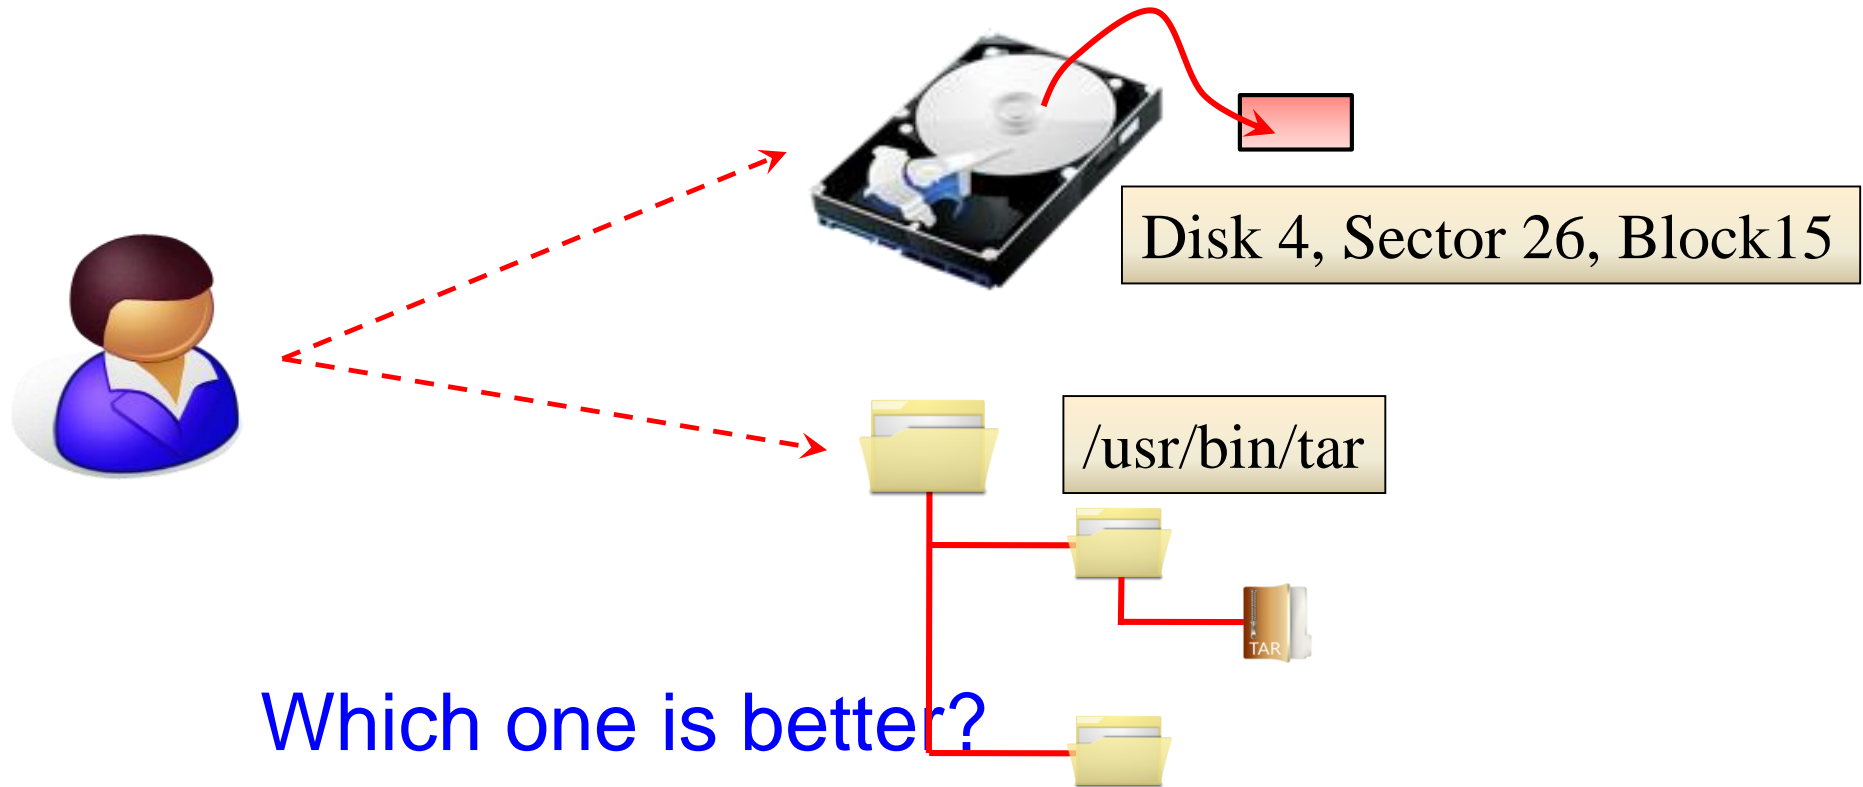 Disk 4, Sector 26, Block15
/usr/bin/tar
TAR
Which one is better?